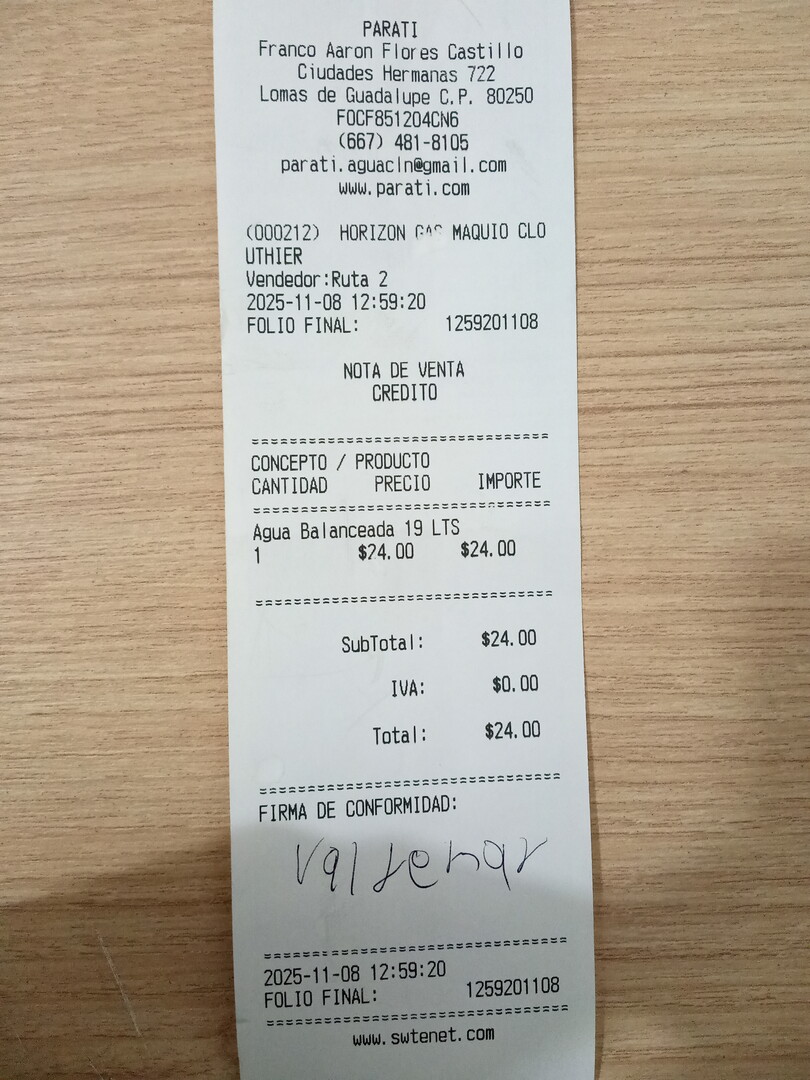 PARATI
Franco Aaron Flores Castillo
Ciudades Hermanas 722
Lomas de Guadalupe C.P. 80250
FOCF851204CN6
(667) 481-8105
parati.aguacln@gmail.com
www.parati.com
(000212) HORIZON GAS MAQUIO CLO
UTHIER
Vendedor:Ruta 2
2025-11-08 12:59:20
FOLIO FINAL: 1259201108
NOTA DE VENTA
CREDITO
CONCEPTO / PRODUCTO
CANTIDAD PRECIO IMPORTE
Agua Balanceada 19 LTS
1 $24.00 $24.00
SubTotal: $24.00
IVA: $0.00
Total: $24.00
FIRMA DE CONFORMIDAD:
2025-11-08 12:59:20
FOLIO FINAL: 1259201108
www.swtenet.com